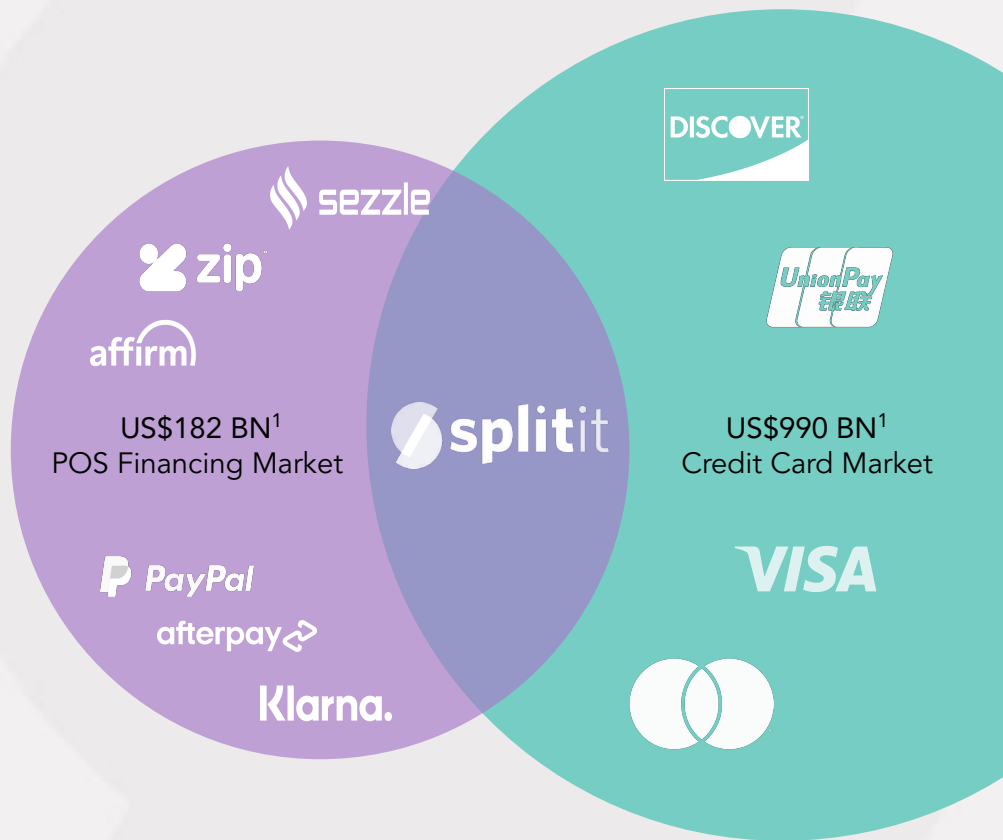 DISCOVER
sezzle
zip™
UnionPay
银联
affirm
splitit
US$182 BN¹
POS Financing Market
US$990 BN¹
Credit Card Market
PayPal
VISA
afterpay
Klarna.